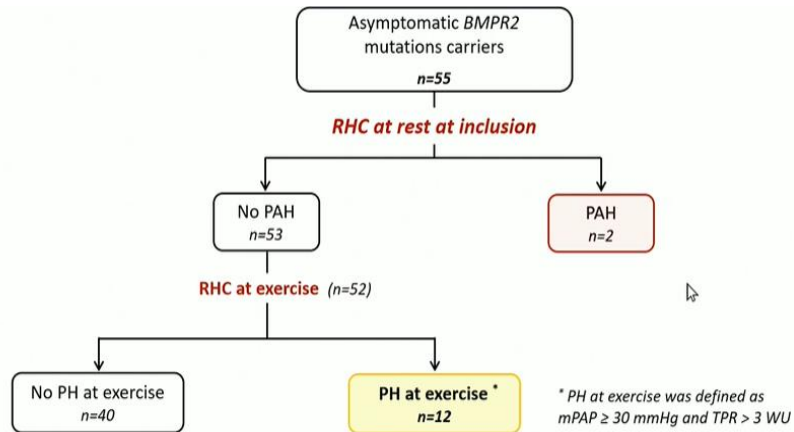 Asymptomatic BMPR2
mutations carriers
n=55
RHC at rest at inclusion
No PAH
n=53
PAH
n=2
RHC at exercise (n=52)
No PH at exercise
n=40
PH at exercise *
n=12
* PH at exercise was defined as
mPAP ≥ 30 mmHg and TPR > 3 WU